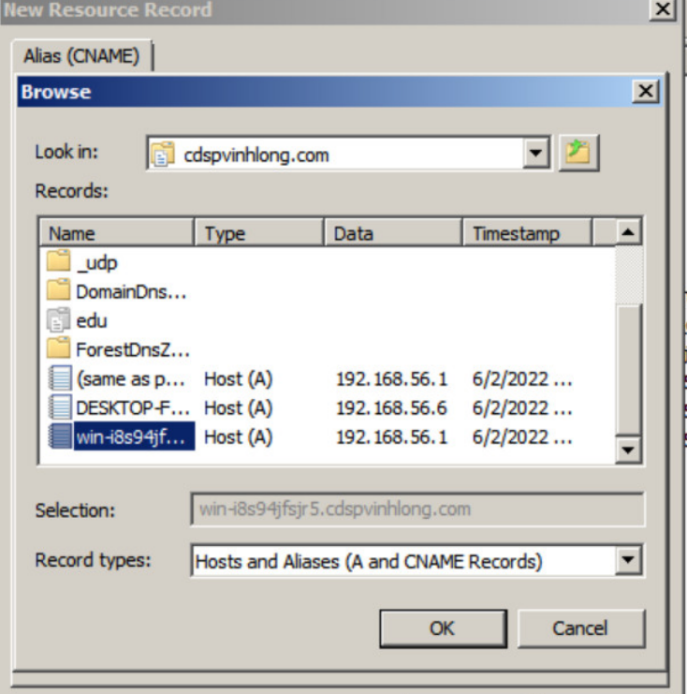 New Resource Record
Alias (CNAME)
Browse
Look in: cdspvinhlong.com
Records:
Name Type Data Timestamp
_udp
DomainDns...
edu
ForestDnsZ...
(same as p... Host (A) 192.168.56.1 6/2/2022 ...
DESKTOP-F... Host (A) 192.168.56.6 6/2/2022 ...
win-i8s94jf... Host (A) 192.168.56.1 6/2/2022 ...
Selection: win-i8s94jfsjr5.cdspvinhlong.com
Record types: Hosts and Aliases (A and CNAME Records)
OK Cancel